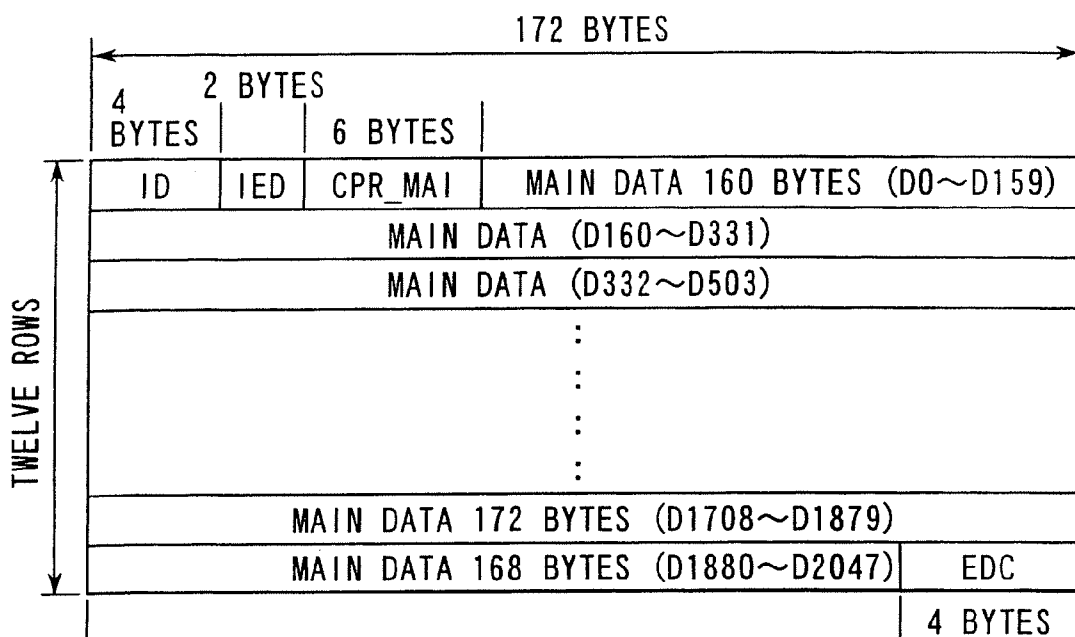 172 BYTES
2 BYTES
4
BYTES
6 BYTES
ID IED CPR_MAI MAIN DATA 160 BYTES (D0~D159)
MAIN DATA (D160~D331)
MAIN DATA (D332~D503)
TWELVE ROWS
MAIN DATA 172 BYTES (D1708~D1879)
MAIN DATA 168 BYTES (D1880~D2047) EDC
4 BYTES